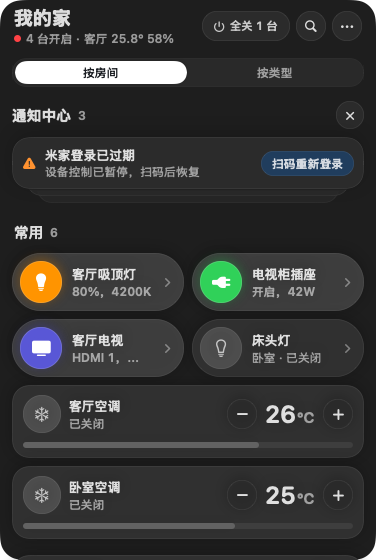 我的家
4 台开启 · 客厅 25.8° 58%
全关 1 台
按房间
按类型
通知中心 3
米家登录已过期
设备控制已暂停，扫码后恢复
扫码重新登录
常用 6
客厅吸顶灯
80%，4200K
电视柜插座
开启，42W
客厅电视
HDMI 1，...
床头灯
卧室 · 已关闭
客厅空调
已关闭
26°C
卧室空调
已关闭
25°C